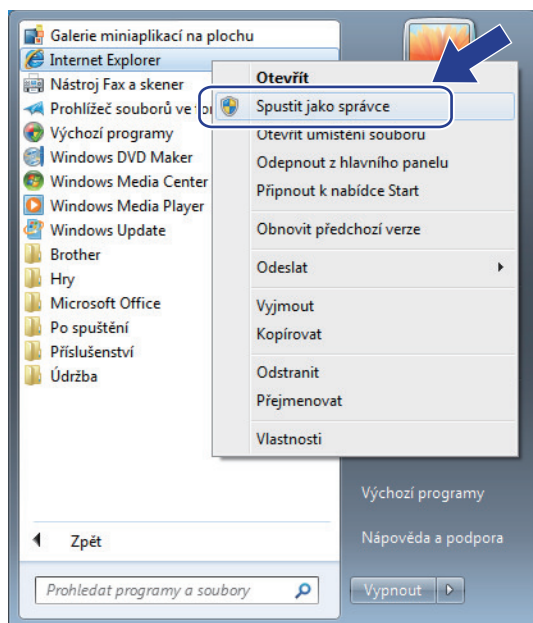 Galerie miniaplikací na plochu
Internet Explorer
Nástroj Fax a skener
Prohlížeč souborů ve
Výchozí programy
Windows DVD Maker
Windows Media Center
Windows Media Player
Windows Update
Brother
Hry
Microsoft Office
Po spuštění
Příslušenství
Údržba
Zpět
Prohledat programy a soubory
Otevřít
Spustit jako správce
Otevřít umístění souboru
Odepnout z hlavního panelu
Připnout k nabídce Start
Obnovit předchozí verze
Odeslat
Vyjmout
Kopírovat
Odstranit
Přejmenovat
Vlastnosti
Výchozí programy
Nápověda a podpora
Vypnout